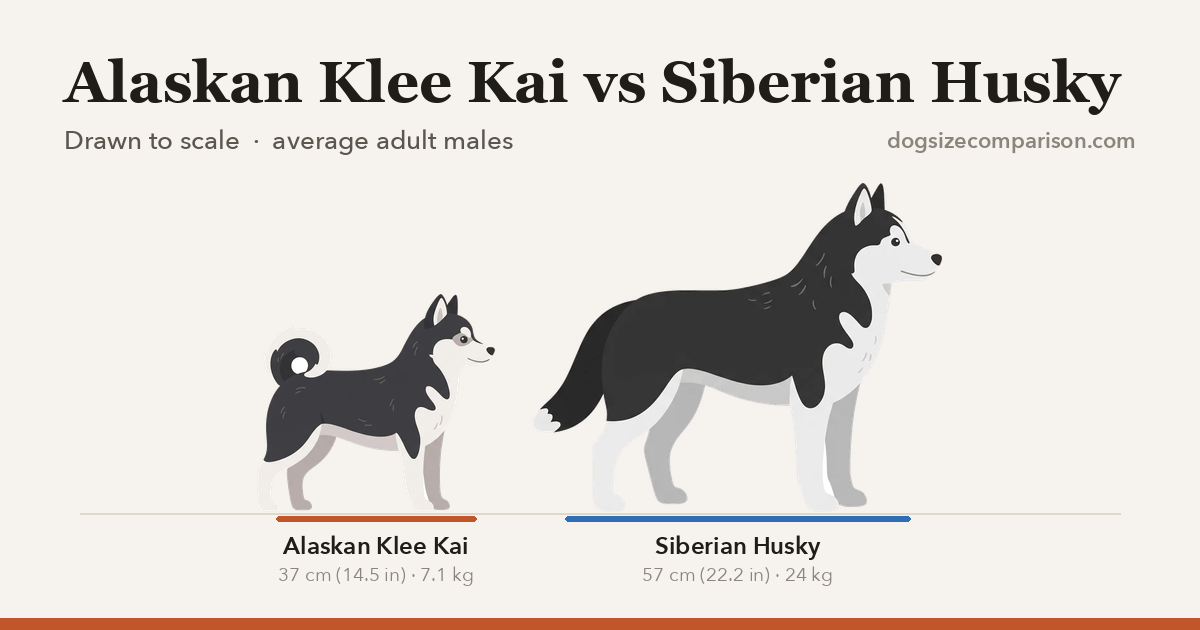 Alaskan Klee Kai vs Siberian Husky
Drawn to scale · average adult males
dogsizecomparison.com
Alaskan Klee Kai
37 cm (14.5 in) · 7.1 kg
Siberian Husky
57 cm (22.2 in) · 24 kg